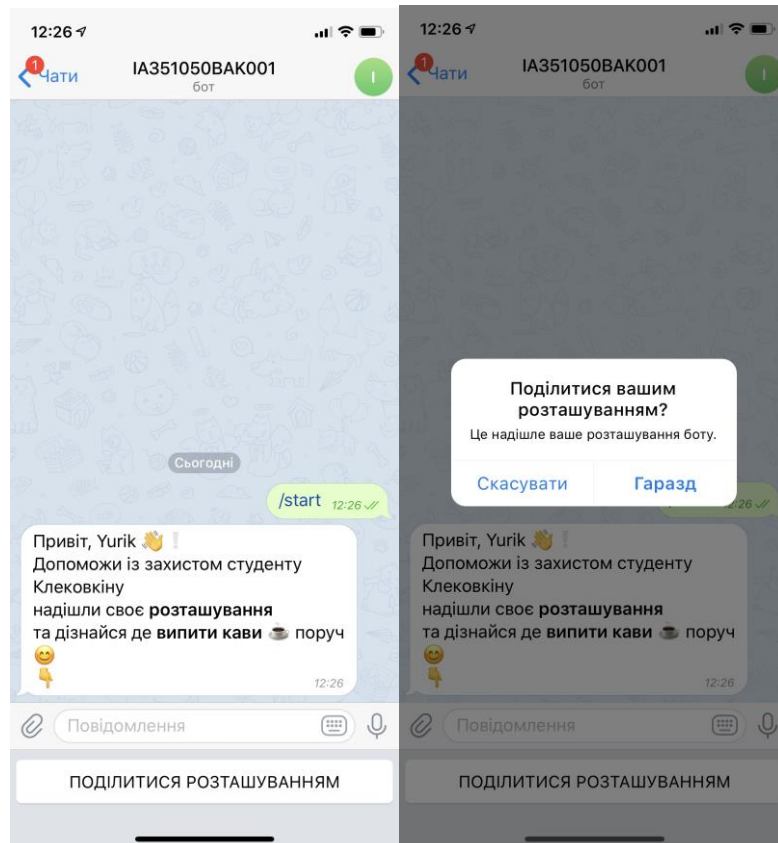 12:26
1
Чати
IA351050BAK001
бот
I
Сьогодні
/start 12:26
Привіт, Yurik 👋❕
Допоможи із захистом студенту
Клековкіну
надішли своє розташування
та дізнайся де випити кави ☕ поруч
😊
👇
12:26
Повідомлення
ПОДІЛИТИСЯ РОЗТАШУВАННЯМ
12:26
1
Чати
IA351050BAK001
бот
I
Поділитися вашим
розташуванням?
Це надішле ваше розташування боту.
Скасувати Гаразд
12:26
Привіт, Yurik 👋❕
Допоможи із захистом студенту
Клековкіну
надішли своє розташування
та дізнайся де випити кави ☕ поруч
😊
👇
12:26
Повідомлення
ПОДІЛИТИСЯ РОЗТАШУВАННЯМ